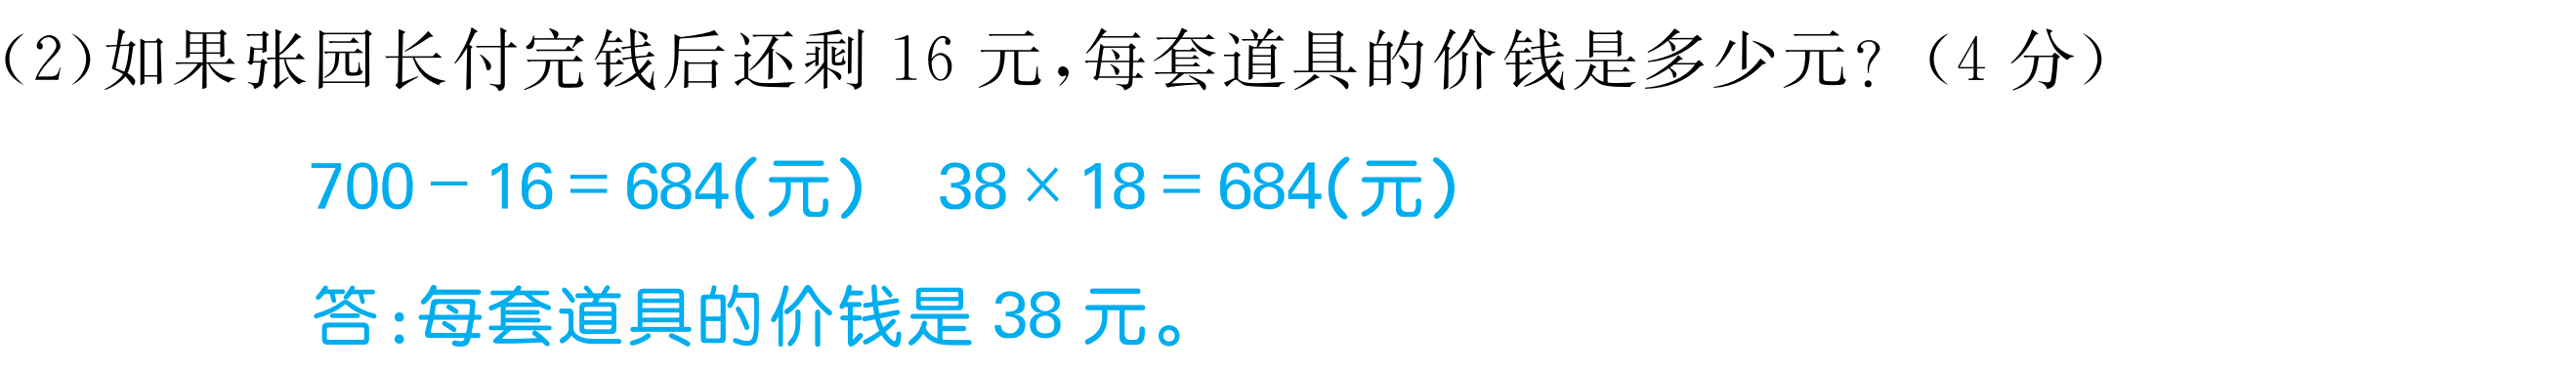 (2)如果张园长付完钱后还剩 16 元,每套道具的价钱是多少元? (4 分)
700－16＝684(元) 38×18＝684(元)
答:每套道具的价钱是 38 元。